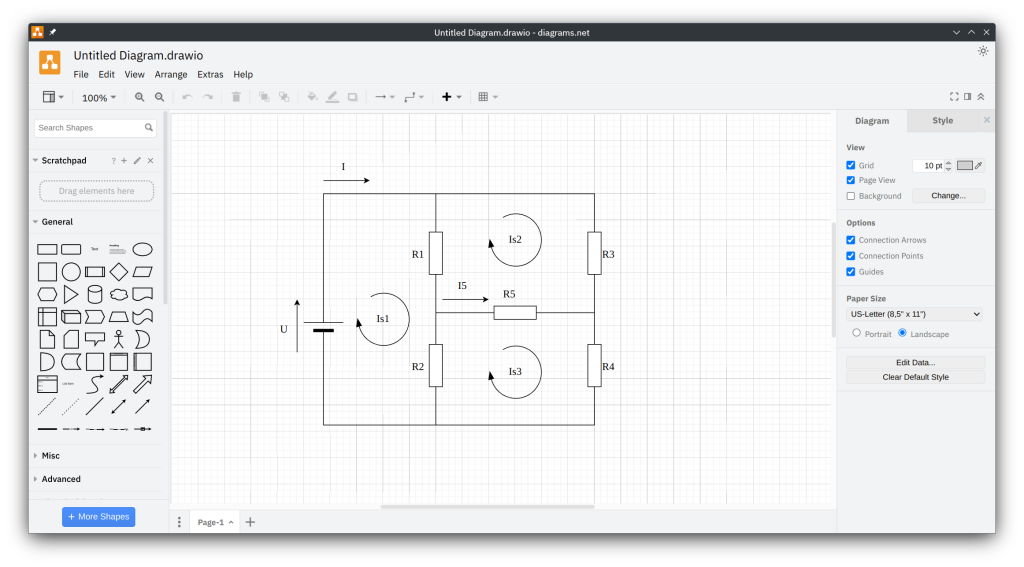 Untitled Diagram.drawio - diagrams.net
Untitled Diagram.drawio
File Edit View Arrange Extras Help
100%
Search Shapes
Scratchpad
?
Drag elements here
General
Text
Misc
Advanced
+ More Shapes
I
R1
Is2
R3
I5
R5
U
Is1
R2
Is3
R4
Page-1
Diagram
Style
View
Grid
10 pt
Page View
Background
Change...
Options
Connection Arrows
Connection Points
Guides
Paper Size
US-Letter (8,5" x 11")
Portrait
Landscape
Edit Data...
Clear Default Style